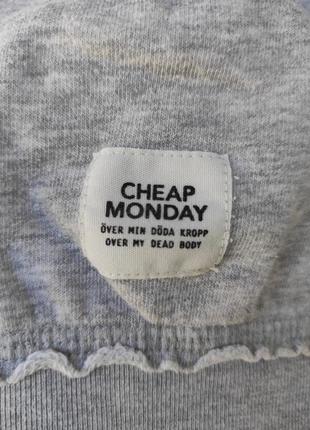 CHEAP
MONDAY
ÖVER MIN DÖDA KROPP
OVER MY DEAD BODY